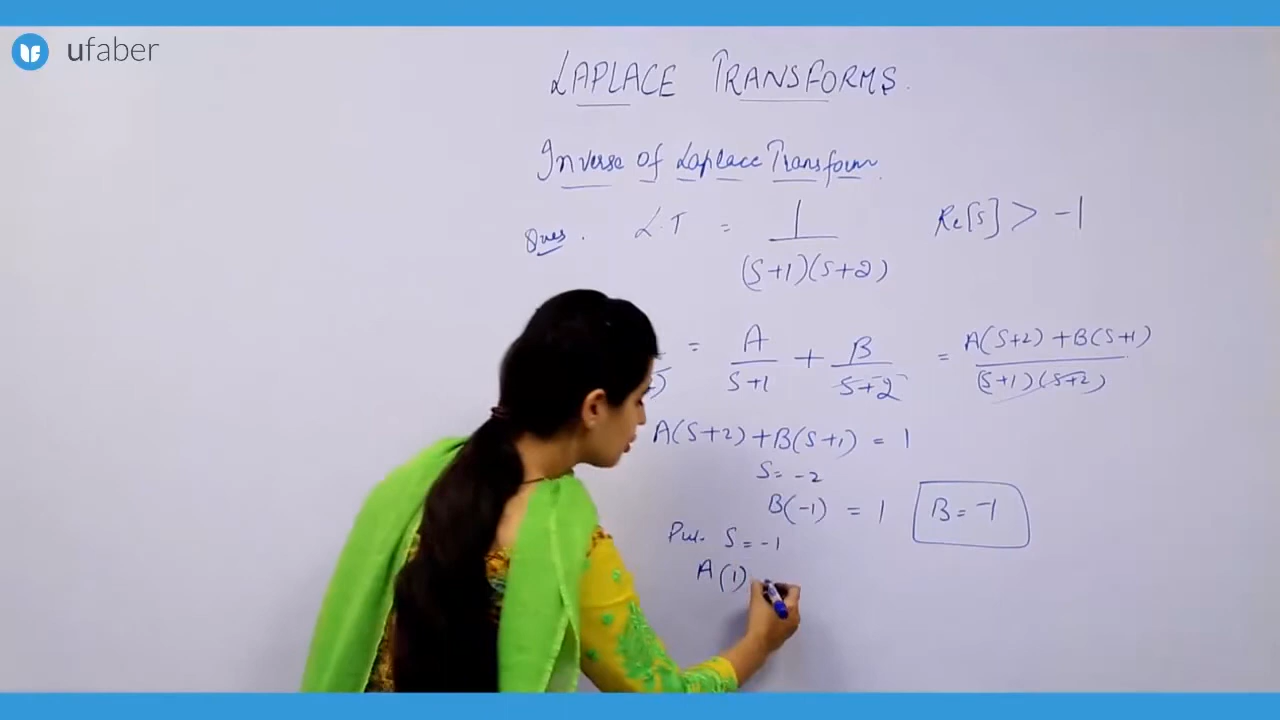 ufaber
LAPLACE TRANSFORMS.
Inverse of Laplace Transform.
Ques. L.T = 1 / (S+1)(S+2) Re[s] > -1
= A / S+1 + B / S+2 = A(S+2) + B(S+1) / (S+1)(S+2)
A(S+2) + B(S+1) = 1
S = -2
B(-1) = 1 B = -1
Put S = -1
A(1)